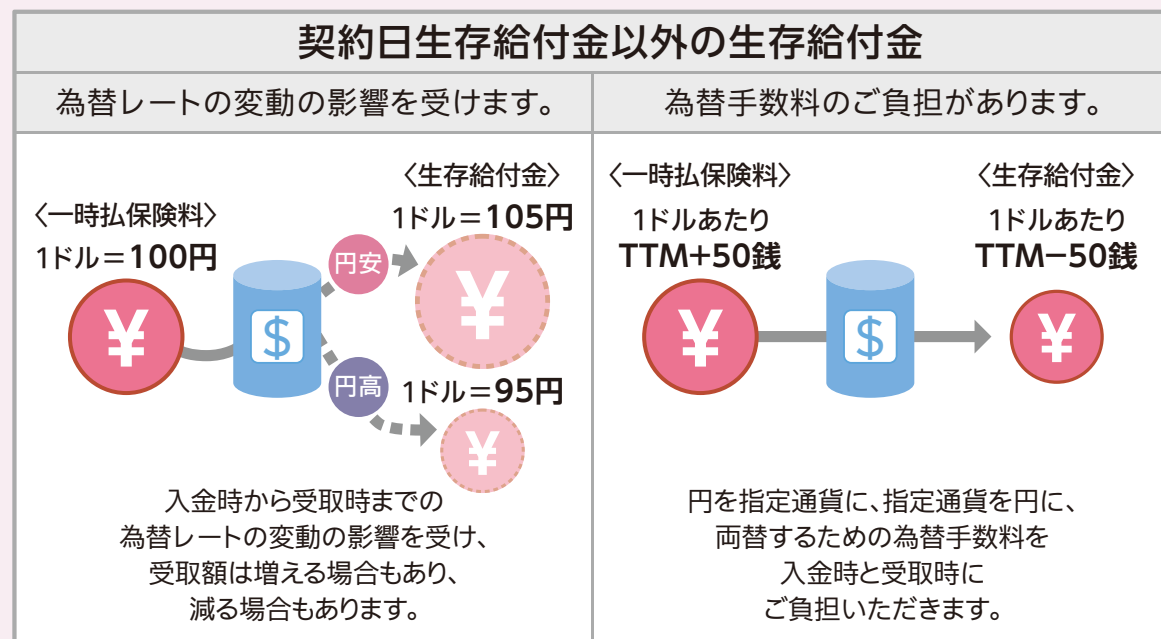 契約日生存給付金以外の生存給付金
為替レートの変動の影響を受けます。
〈一時払保険料〉
1ドル＝100円
¥
$
円安
円高
〈生存給付金〉
1ドル＝105円
¥
1ドル＝95円
¥
入金時から受取時までの
為替レートの変動の影響を受け、
受取額は増える場合もあり、
減る場合もあります。
為替手数料のご負担があります。
〈一時払保険料〉
1ドルあたり
TTM+50銭
¥
$
〈生存給付金〉
1ドルあたり
TTM−50銭
¥
円を指定通貨に、指定通貨を円に、
両替するための為替手数料を
入金時と受取時に
ご負担いただきます。